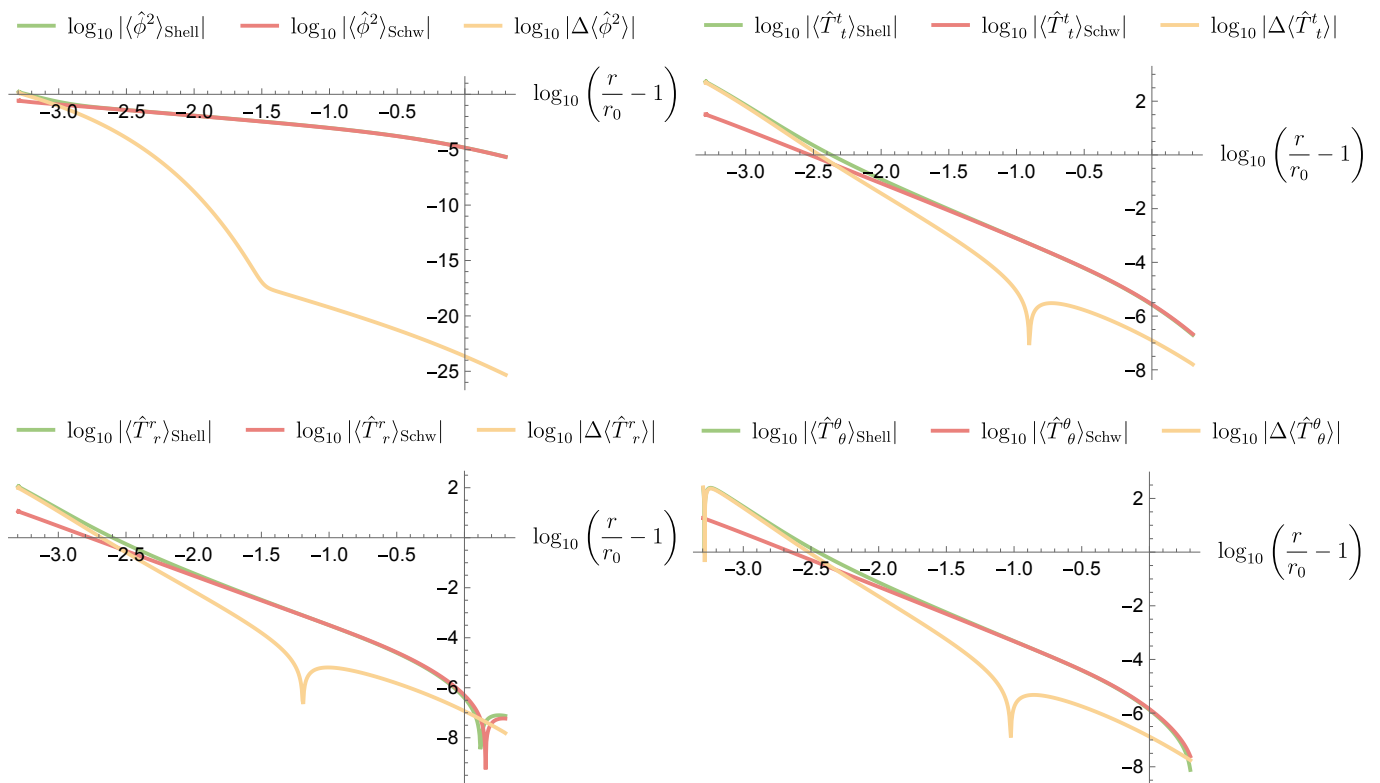 log₁₀ |⟨ϕ̂²⟩Shell| log₁₀ |⟨ϕ̂²⟩Schw| log₁₀ |Δ⟨ϕ̂²⟩|
log₁₀ (r/r₀ − 1)
−3.0 −2.5 −2.0 −1.5 −1.0 −0.5
−5
−10
−15
−20
−25
log₁₀ |⟨T̂ᵗₜ⟩Shell| log₁₀ |⟨T̂ᵗₜ⟩Schw| log₁₀ |Δ⟨T̂ᵗₜ⟩|
2
log₁₀ (r/r₀ − 1)
−3.0 −2.5 −2.0 −1.5 −1.0 −0.5
−2
−4
−6
−8
log₁₀ |⟨T̂ʳᵣ⟩Shell| log₁₀ |⟨T̂ʳᵣ⟩Schw| log₁₀ |Δ⟨T̂ʳᵣ⟩|
2
log₁₀ (r/r₀ − 1)
−3.0 −2.5 −2.0 −1.5 −1.0 −0.5
−2
−4
−6
−8
log₁₀ |⟨T̂^θ_θ⟩Shell| log₁₀ |⟨T̂^θ_θ⟩Schw| log₁₀ |Δ⟨T̂^θ_θ⟩|
2
log₁₀ (r/r₀ − 1)
−3.0 −2.5 −2.0 −1.5 −1.0 −0.5
−2
−4
−6
−8